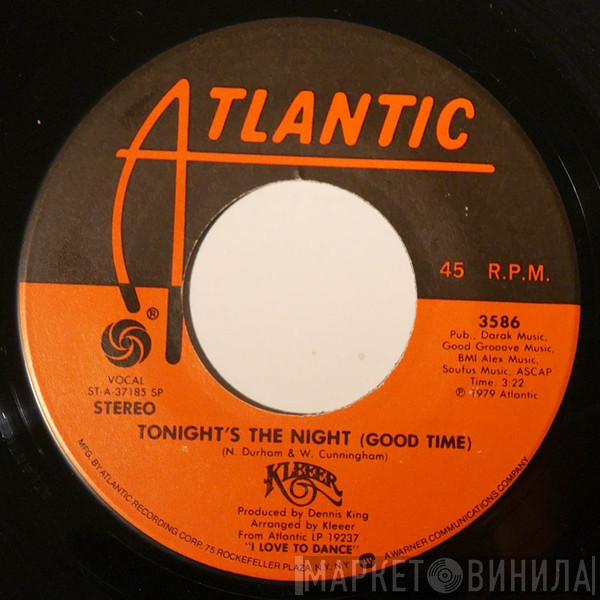 ATLANTIC
45 R.P.M.
®
VOCAL
ST-A-37185 SP
STEREO
3586
Pub., Darak Music,
Good Grooove Music,
BMI Alex Music,
Soufus Music, ASCAP
Time: 3:22
℗ 1979 Atlantic
TONIGHT'S THE NIGHT (GOOD TIME)
(N. Durham & W. Cunningham)
KLEEER
Produced by Dennis King
Arranged by Kleeer
From Atlantic LP 19237
"I LOVE TO DANCE"
MFG. BY ATLANTIC RECORDING CORP. 75 ROCKEFELLER PLAZA, N.Y. N.Y. A WARNER COMMUNICATIONS COMPANY
МАРКЕТ ВИНИЛА